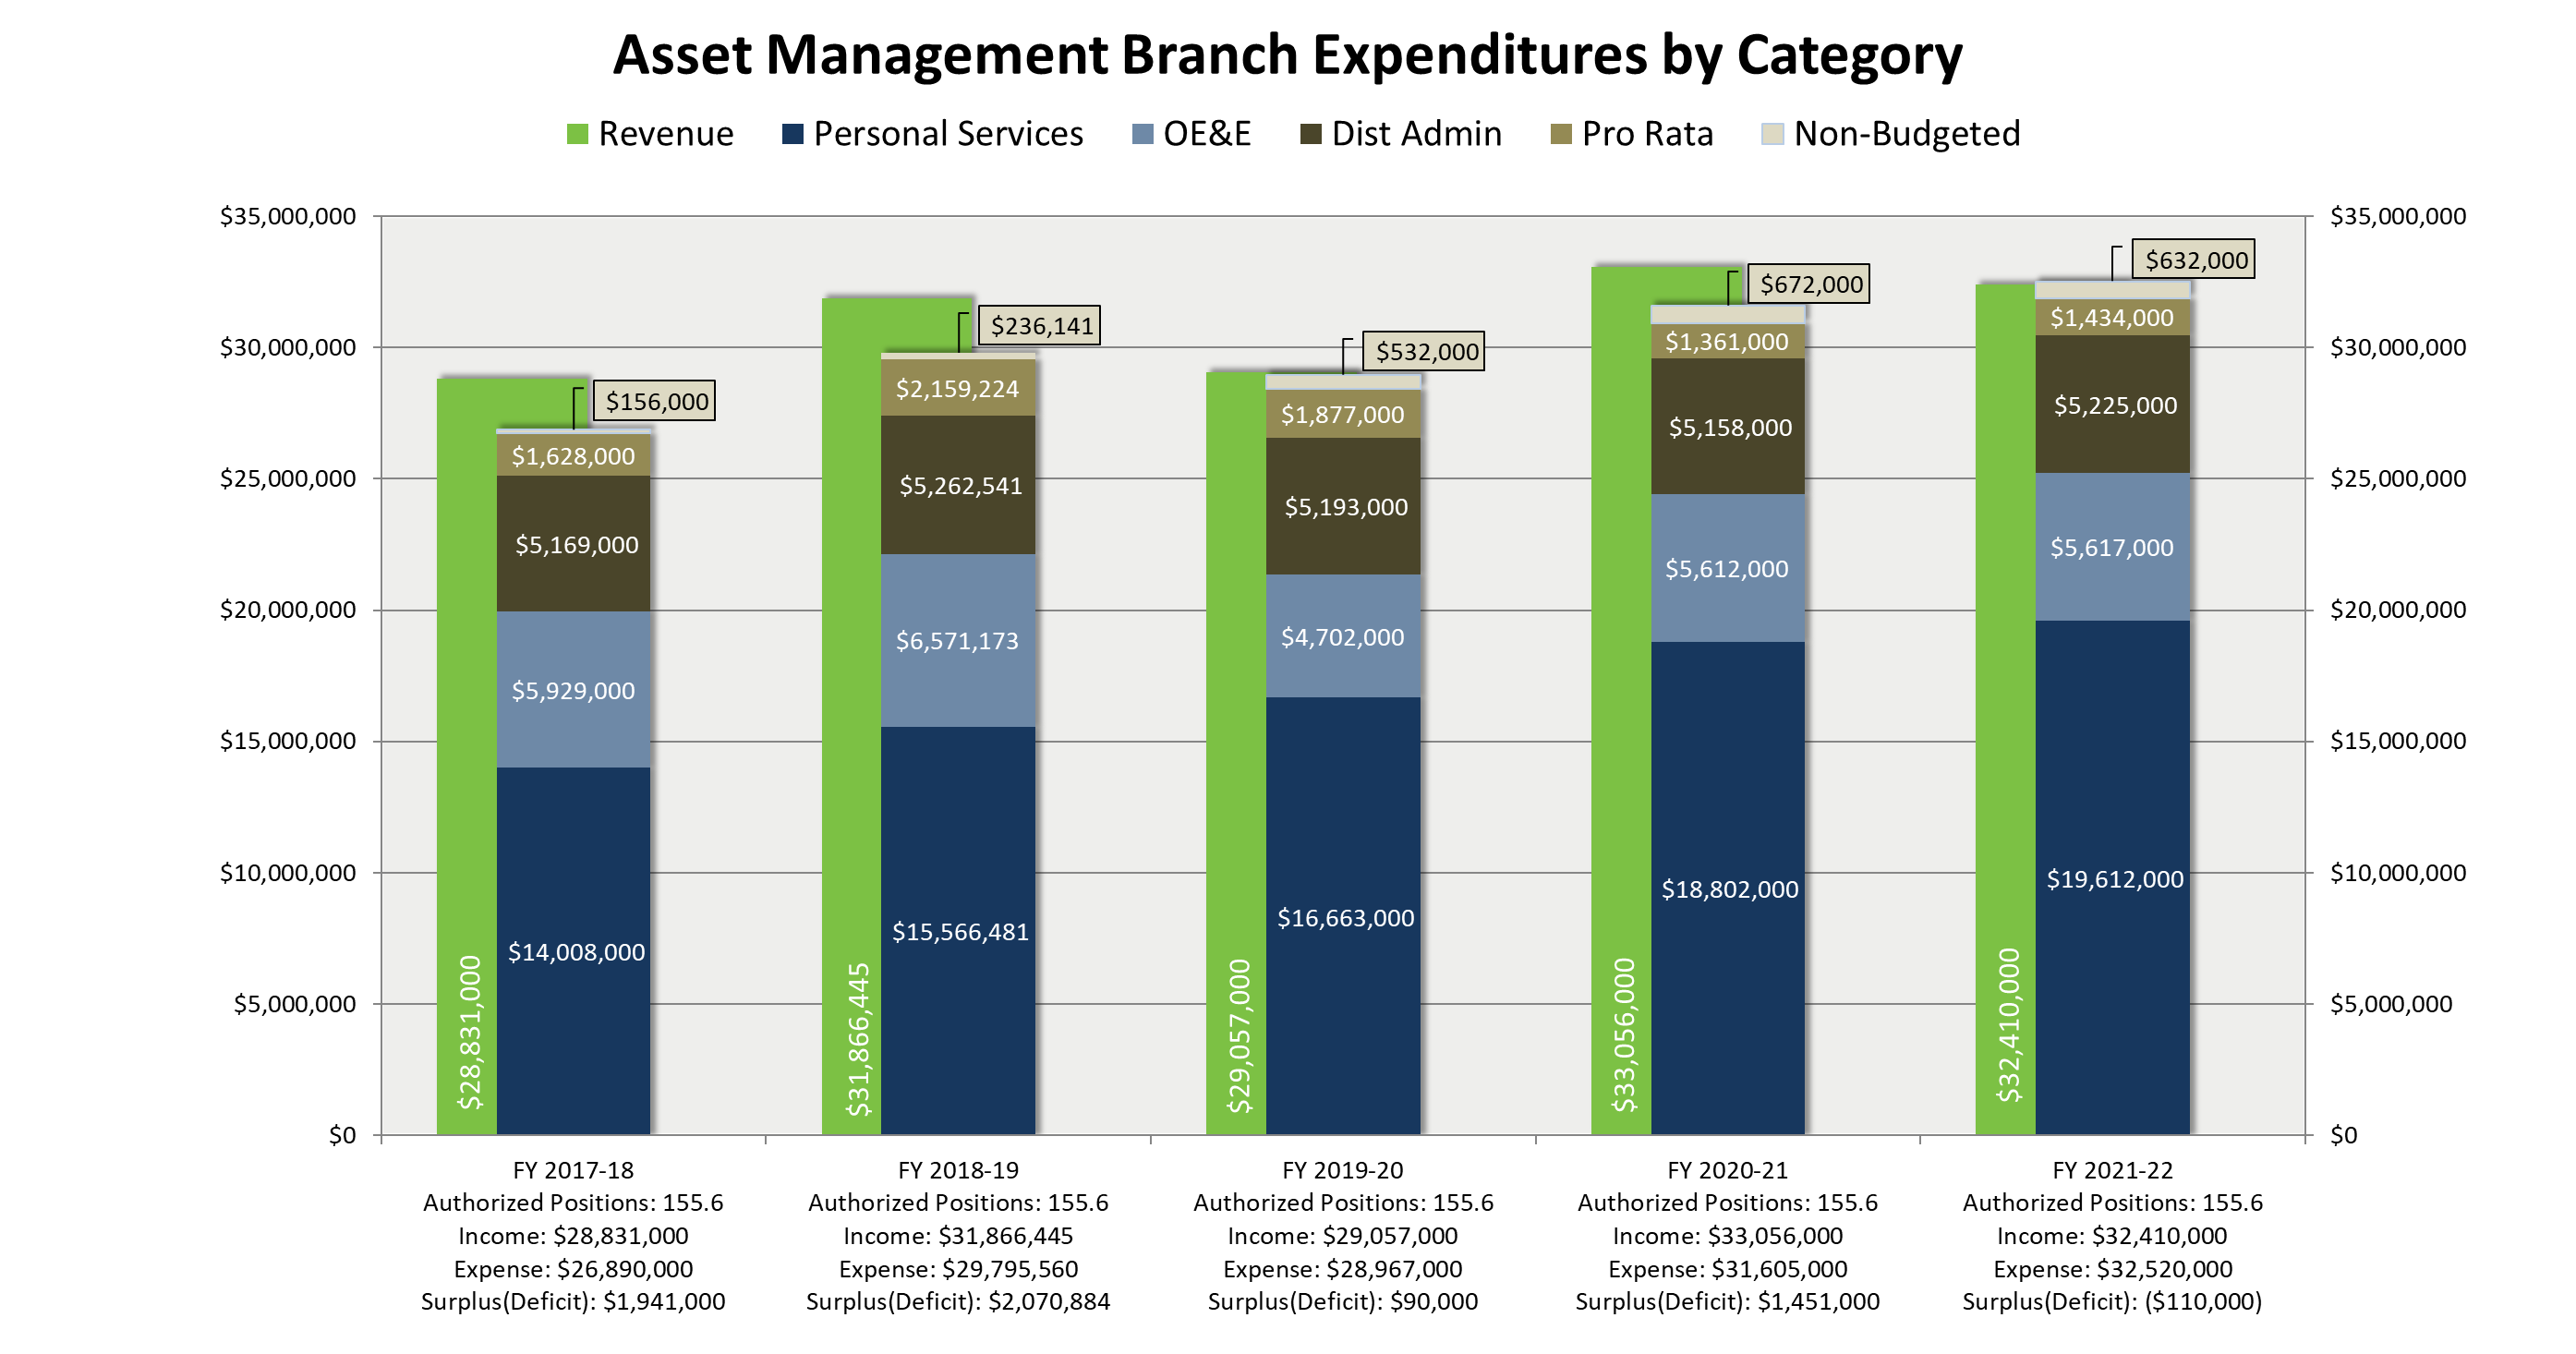 Asset Management Branch Expenditures by Category
Revenue Personal Services OE&E Dist Admin Pro Rata Non-Budgeted
$35,000,000
$30,000,000
$25,000,000
$20,000,000
$15,000,000
$10,000,000
$5,000,000
$0
$156,000
$1,628,000
$5,169,000
$5,929,000
$14,008,000
$28,831,000
$236,141
$2,159,224
$5,262,541
$6,571,173
$15,566,481
$31,866,445
$532,000
$1,877,000
$5,193,000
$4,702,000
$16,663,000
$29,057,000
$672,000
$1,361,000
$5,158,000
$5,612,000
$18,802,000
$33,056,000
$632,000
$1,434,000
$5,225,000
$5,617,000
$19,612,000
$32,410,000
$35,000,000
$30,000,000
$25,000,000
$20,000,000
$15,000,000
$10,000,000
$5,000,000
$0
FY 2017-18
Authorized Positions: 155.6
Income: $28,831,000
Expense: $26,890,000
Surplus(Deficit): $1,941,000
FY 2018-19
Authorized Positions: 155.6
Income: $31,866,445
Expense: $29,795,560
Surplus(Deficit): $2,070,884
FY 2019-20
Authorized Positions: 155.6
Income: $29,057,000
Expense: $28,967,000
Surplus(Deficit): $90,000
FY 2020-21
Authorized Positions: 155.6
Income: $33,056,000
Expense: $31,605,000
Surplus(Deficit): $1,451,000
FY 2021-22
Authorized Positions: 155.6
Income: $32,410,000
Expense: $32,520,000
Surplus(Deficit): ($110,000)